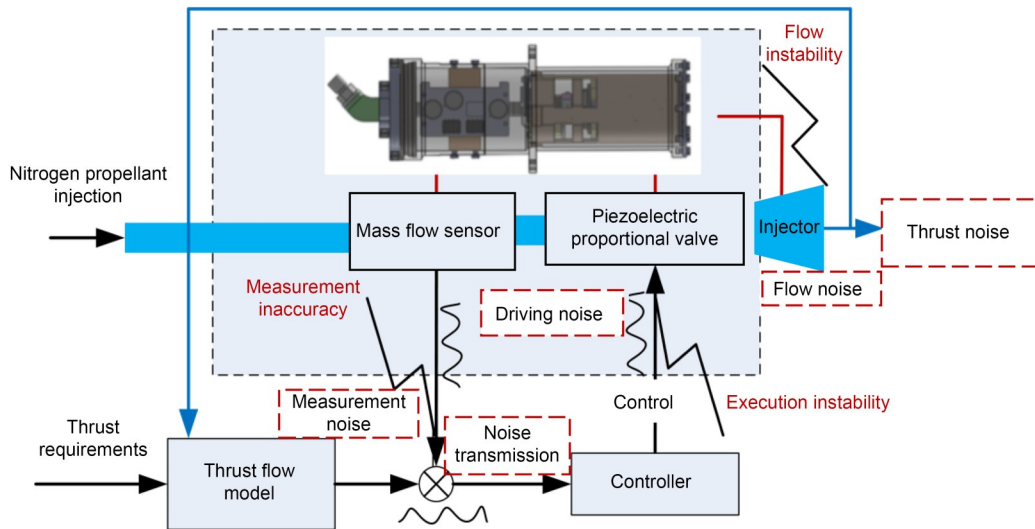 Flow
instability
Nitrogen propellant
injection
Mass flow sensor
Piezoelectric
proportional valve
Injector
Thrust noise
Measurement
inaccuracy
Driving noise
Flow noise
Measurement
noise
Control
Execution instability
Thrust
requirements
Noise
transmission
Thrust flow
model
Controller